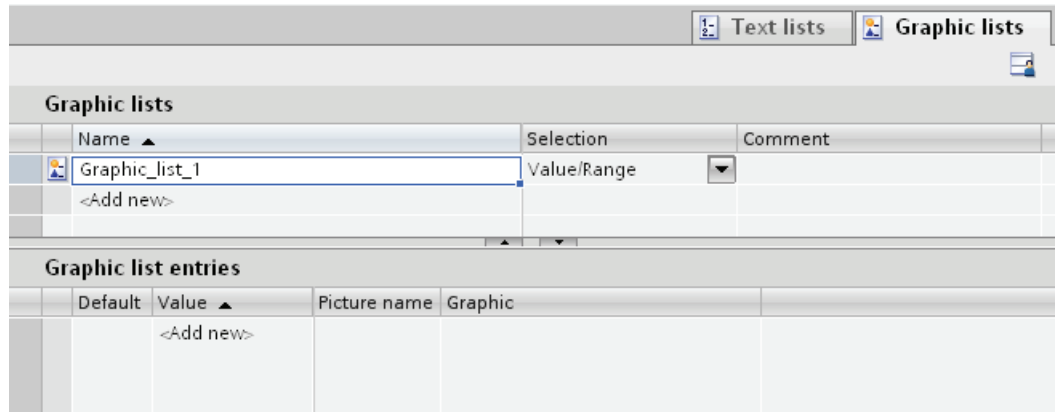 Text lists Graphic lists
Graphic lists
Name Selection Comment
Graphic_list_1 Value/Range
<Add new>
Graphic list entries
Default Value Picture name Graphic
<Add new>